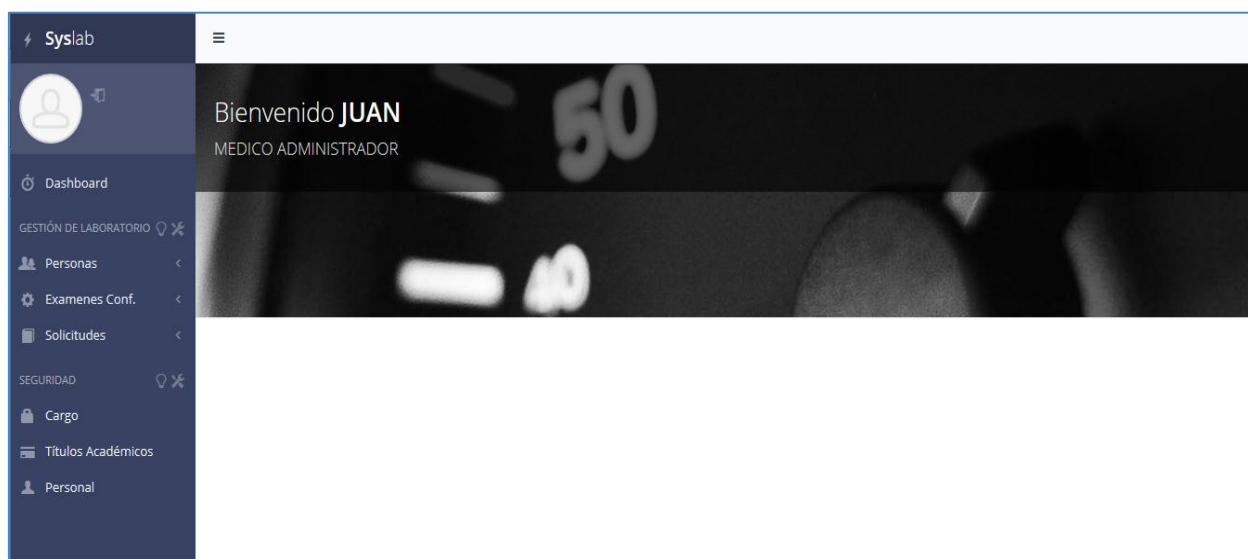 Syslab
Bienvenido JUAN
MEDICO ADMINISTRADOR
50
40
Dashboard
GESTIÓN DE LABORATORIO
Personas
Examenes Conf.
Solicitudes
SEGURIDAD
Cargo
Títulos Académicos
Personal